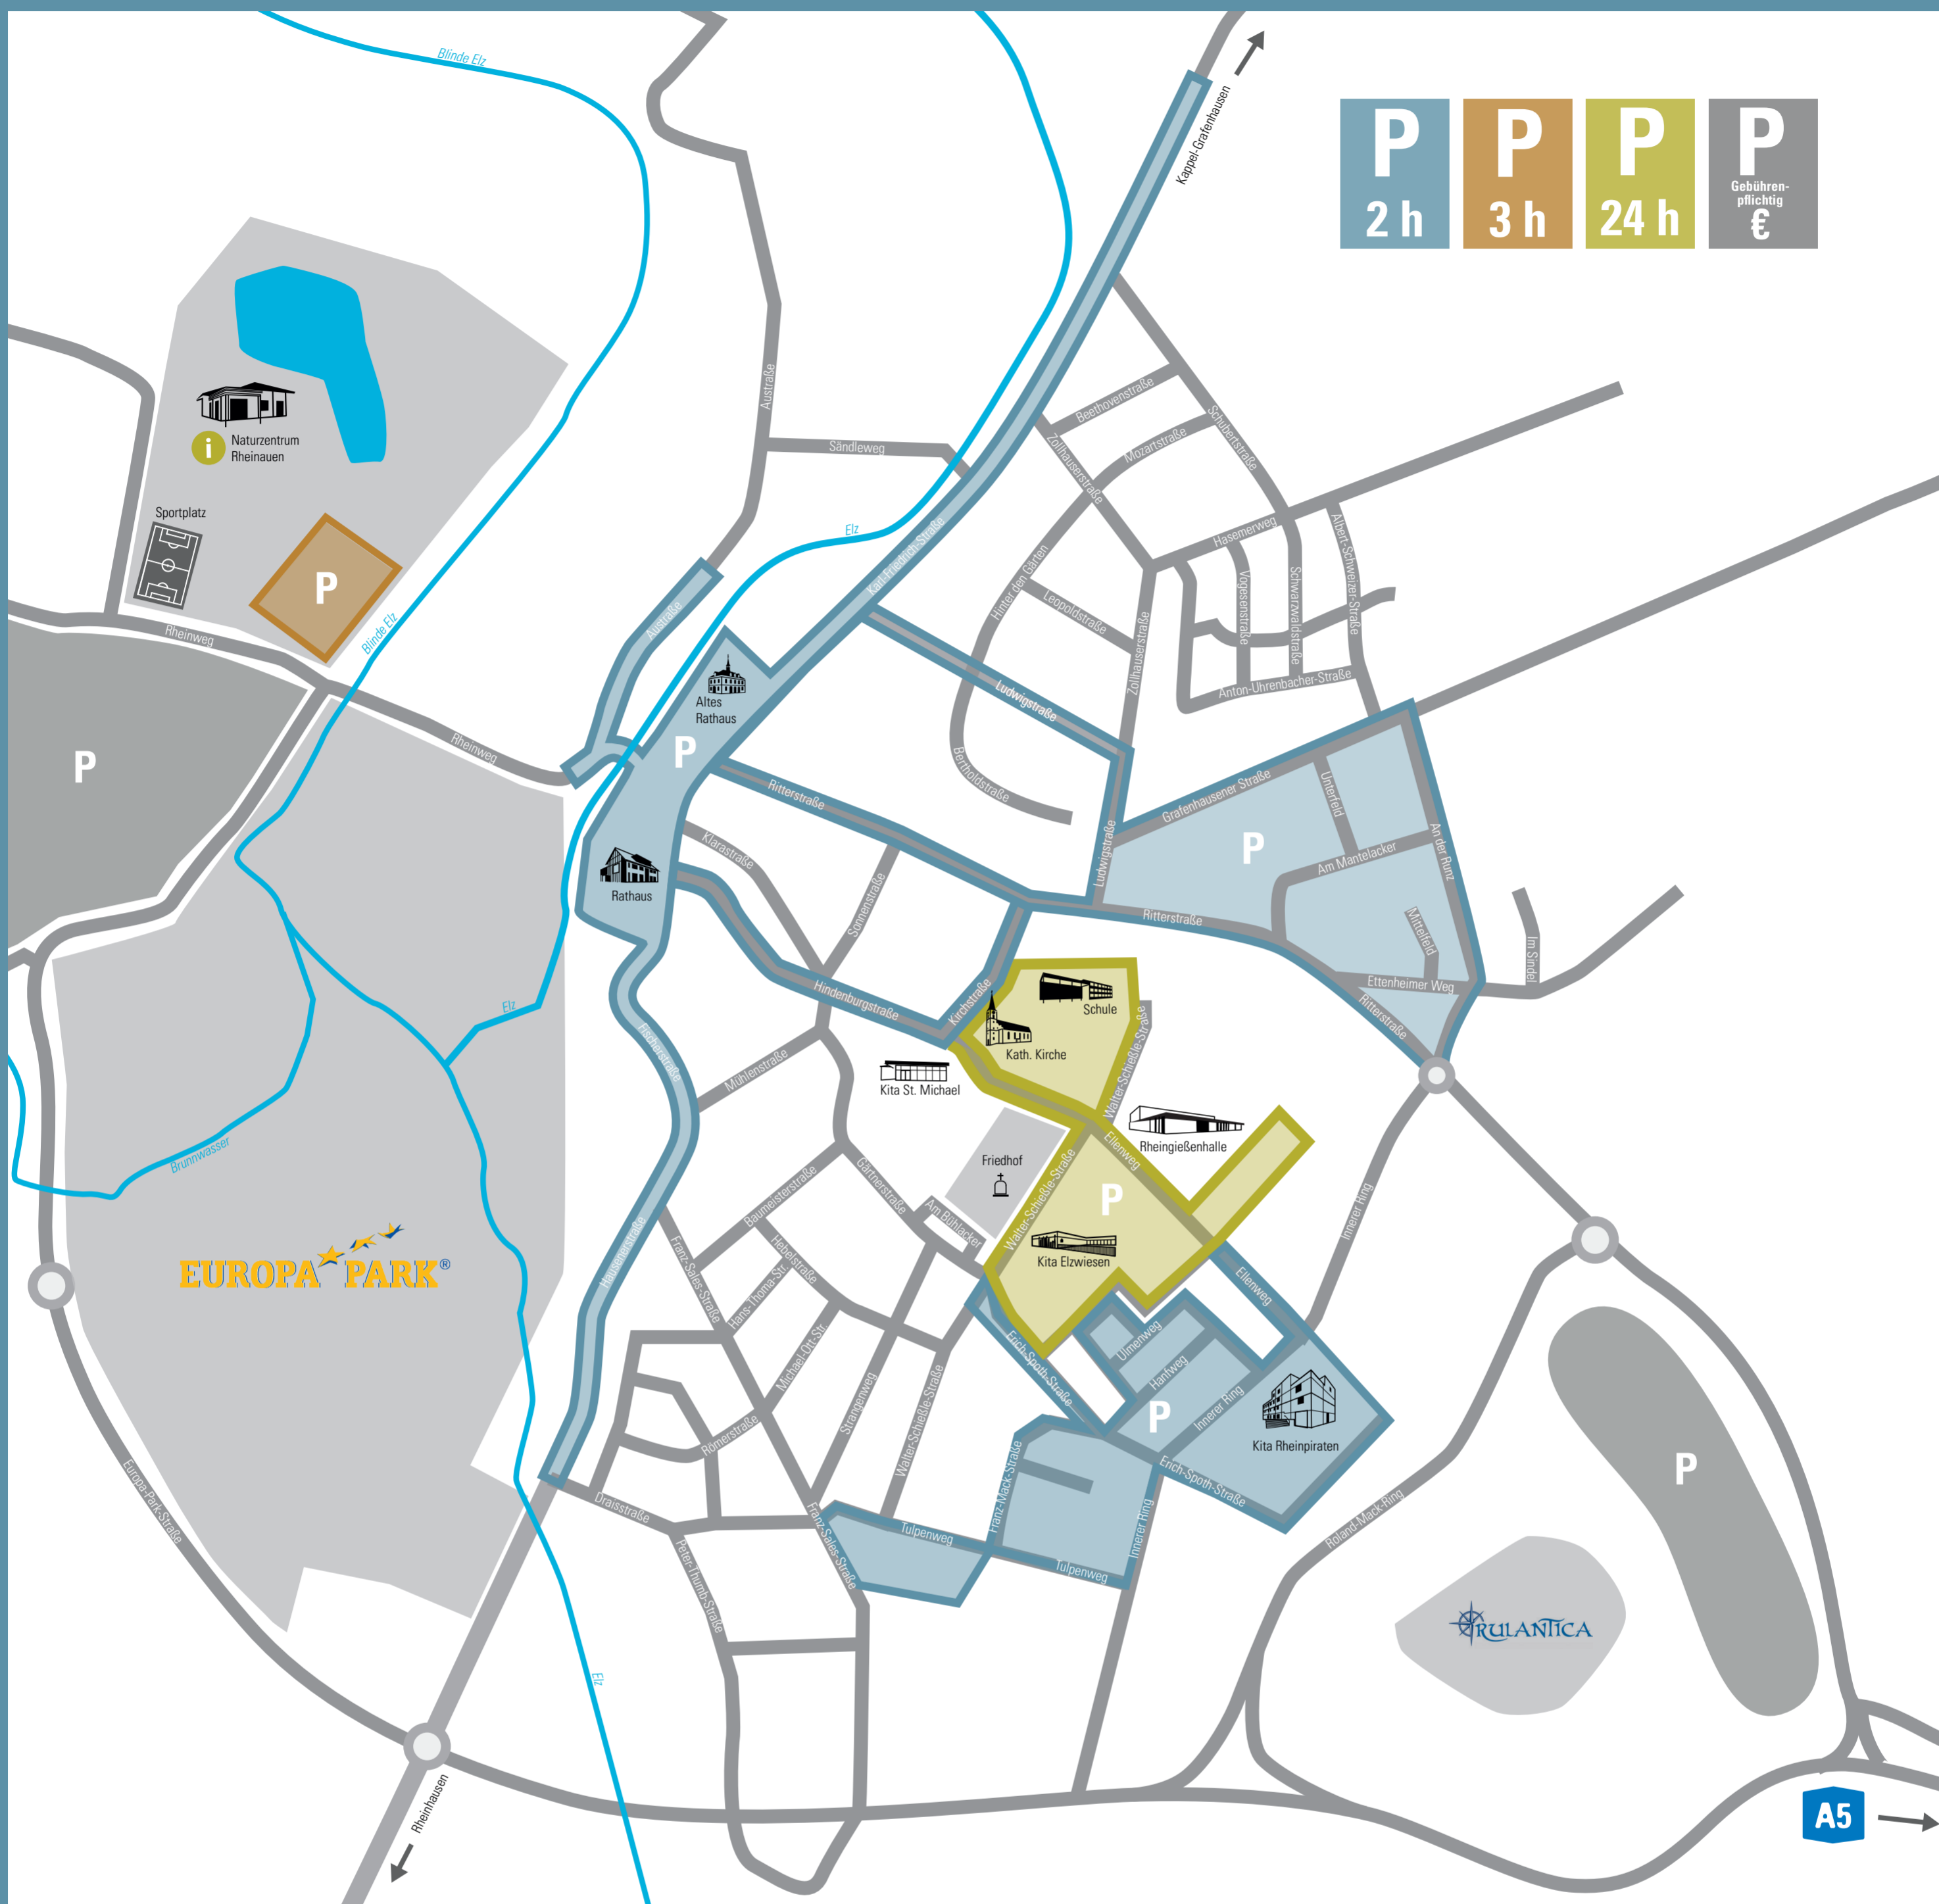 Blinde Elz
Kappel-Grafenhausen
P
2 h
P
3 h
P
24 h
P
Gebühren-
pflichtig
€
Austraße
Sändleweg
Beethovenstraße
Schubertstraße
Zollhauserstraße
Mozartstraße
i
Naturzentrum
Rheinauen
Sportplatz
P
Elz
Karl-Friedrich-Straße
Hasemerweg
Albert-Schweizer-Straße
Hinter den Gärten
Leopoldstraße
Vogesenstraße
Schwarzwaldstraße
Austraße
Rheinweg
Blinde Elz
Zollhauserstraße
Anton-Uhrenbacher-Straße
Altes
Rathaus
Ludwigstraße
P
P
Rheinweg
Bertholdstraße
Ritterstraße
Grafenhausener Straße
Unterfeld
P
Am Mantelacker
An der Runz
Ludwigstraße
Klarastraße
Rathaus
Sonnenstraße
Ritterstraße
Mittelfeld
Im Sindel
Ettenheimer Weg
Ritterstraße
Hindenburgstraße
Kirchstraße
Schule
Kath. Kirche
Walter-Schießle-Straße
Elz
Fischerstraße
Mühlenstraße
Kita St. Michael
Rheingießenhalle
Ellenweg
Brunnwasser
Friedhof
Walter-Schießle-Straße
P
Kita Elzwiesen
Gärtnerstraße
Baumeisterstraße
Am Bühlacker
Innerer Ring
Hausenerstraße
Franz-Sales-Straße
Hebelstraße
Hans-Thoma-Str.
Ellenweg
EUROPA PARK®
Michael-Ott-Str.
Erich-Spoth-Straße
Ulmenweg
Hanfweg
Innerer Ring
P
Kita Rheinpiraten
Strangenweg
Walter-Schießle-Straße
Römerstraße
Franz-Mack-Straße
Erich-Spoth-Straße
P
Europa-Park-Straße
Draisstraße
Franz-Sales-Straße
Tulpenweg
Tulpenweg
Innerer Ring
Roland-Mack-Ring
Peter-Thumb-Straße
RULANTICA
Elz
Rheinhausen
A5